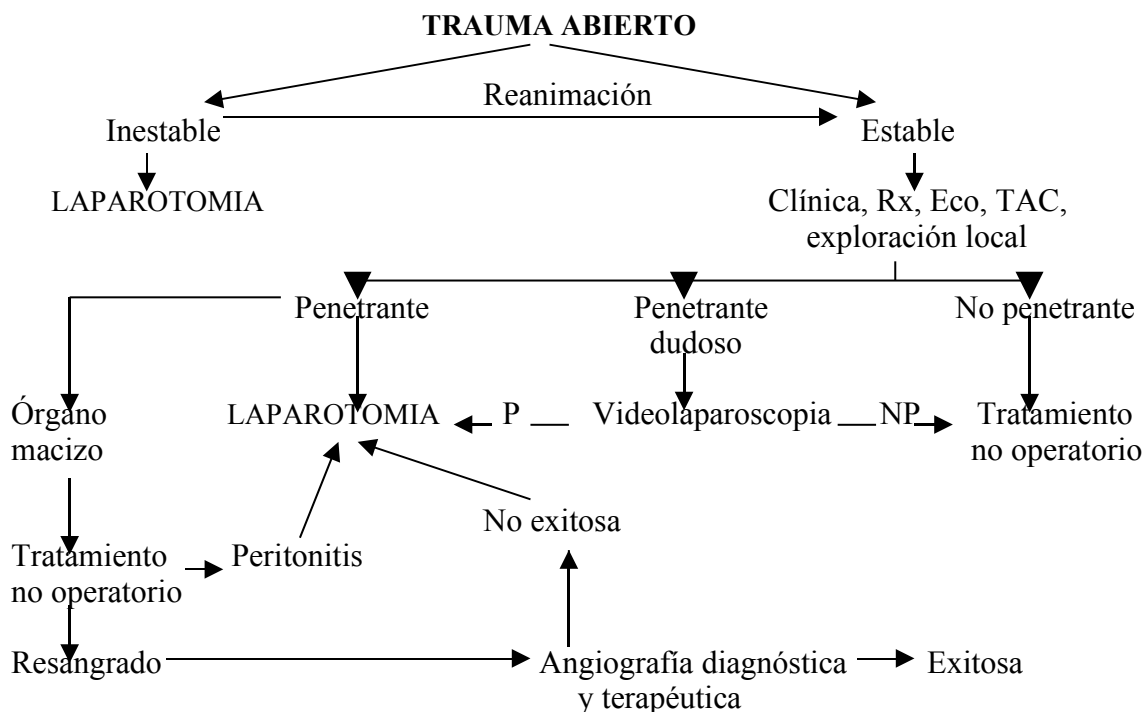 TRAUMA ABIERTO
Reanimación
Inestable
Estable
LAPAROTOMIA
Clínica, Rx, Eco, TAC,
exploración local
Penetrante
Penetrante
dudoso
No penetrante
Órgano
macizo
LAPAROTOMIA
P
Videolaparoscopia
NP
Tratamiento
no operatorio
No exitosa
Tratamiento
no operatorio
Peritonitis
Resangrado
Angiografía diagnóstica
y terapéutica
Exitosa